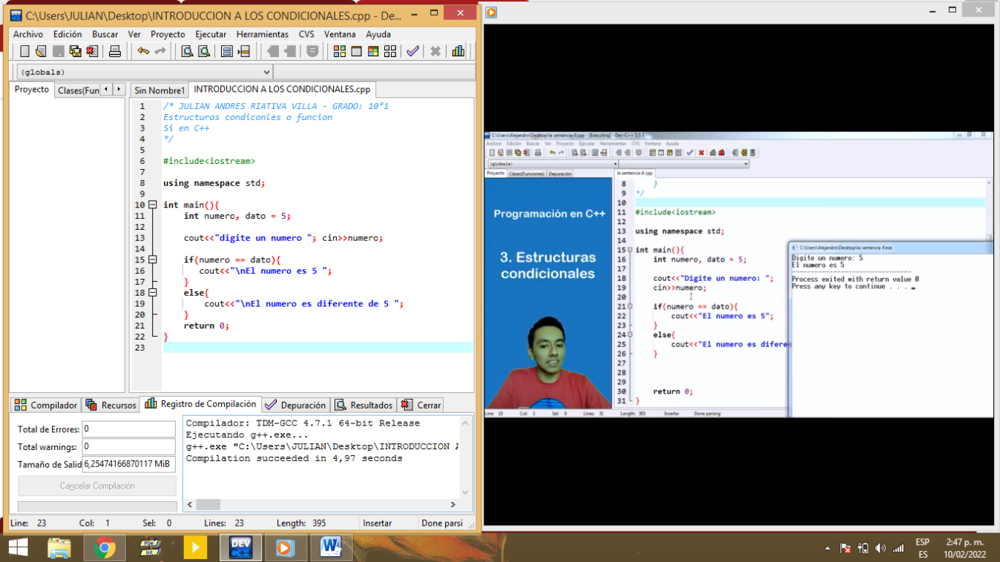 C:\Users\JULIAN\Desktop\INTRODUCCION A LOS CONDICIONALES.cpp - De...
Archivo Edición Buscar Ver Proyecto Ejecutar Herramientas CVS Ventana Ayuda
(globals)
Proyecto Clases(Fun
Sin Nombre1 INTRODUCCION A LOS CONDICIONALES.cpp
1 /* JULIAN ANDRES RIATIVA VILLA - GRADO: 10°1
2 Estructuras condiconles o funcion
3 Si en C++
4 */
5
6 #include<iostream>
7
8 using namespace std;
9
10 int main(){
11 int numero, dato = 5;
12
13 cout<<"digite un numero "; cin>>numero;
14
15 if(numero == dato){
16 cout<<"\nEl numero es 5 ";
17 }
18 else{
19 cout<<"\nEl numero es diferente de 5 ";
20 }
21 return 0;
22 }
23
Compilador Recursos Registro de Compilación Depuración Resultados Cerrar
Total de Errores: 0
Total warnings: 0
Tamaño de Salid 6,25474166870117 MiB
Cancelar Compilación
Compilador: TDM-GCC 4.7.1 64-bit Release
Ejecutando g++.exe...
g++.exe "C:\Users\JULIAN\Desktop\INTRODUCCION A
Compilation succeeded in 4,97 seconds
Line: 23 Col: 1 Sel: 0 Lines: 23 Length: 395 Insertar Done parsi
C:\Users\Alejandro\Desktop\la sentencia if.cpp - [Executing] - Dev-C++ 5.5.3
Archivo Edición Buscar Ver Proyecto Ejecutar Herramientas CVS Ventana Ayuda
(globals)
Proyecto Clases(Funciones) Depuración
la sentencia if.cpp
Programación en C++
3. Estructuras
condicionales
8 }
9 */
10
11 #include<iostream>
12
13 using namespace std;
14
15 int main(){
16 int numero, dato = 5;
17
18 cout<<"Digite un numero: ";
19 cin>>numero;
20
21 if(numero == dato){
22 cout<<"El numero es 5";
23 }
24 else{
25 cout<<"El numero es difere
26 }
27
28
29
30 return 0;
31 }
C:\Users\Alejandro\Desktop\la sentencia if.exe
Digite un numero: 5
El numero es 5
--------------------------------
Process exited with return value 0
Press any key to continue . . .
Line: 10 Col: 1 Sel: 0 Lines: 31 Length: 365 Insertar Done parsing
DEV
C++
ESP
ES
2:47 p. m.
10/02/2022